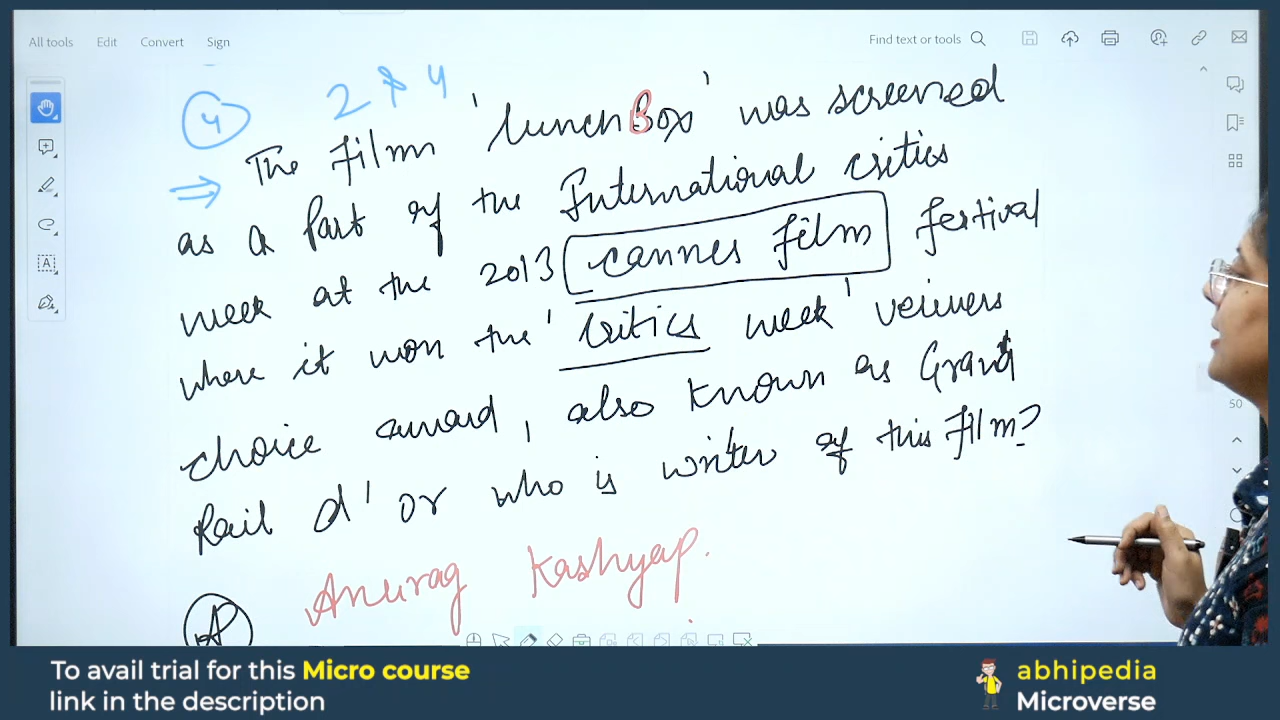 All tools Edit Convert Sign
Find text or tools
4 2 & 4
The film 'lunchBox' was screened
⇒ as a Part of the International critics
week at the 2013 cannes film festival
where it won the 'critics week' veiwers
choice award, also known as Grand
Rail d'or who is writer of this film?
Anurag Kashyap.
A
50
To avail trial for this Micro course
link in the description
abhipedia
Microverse